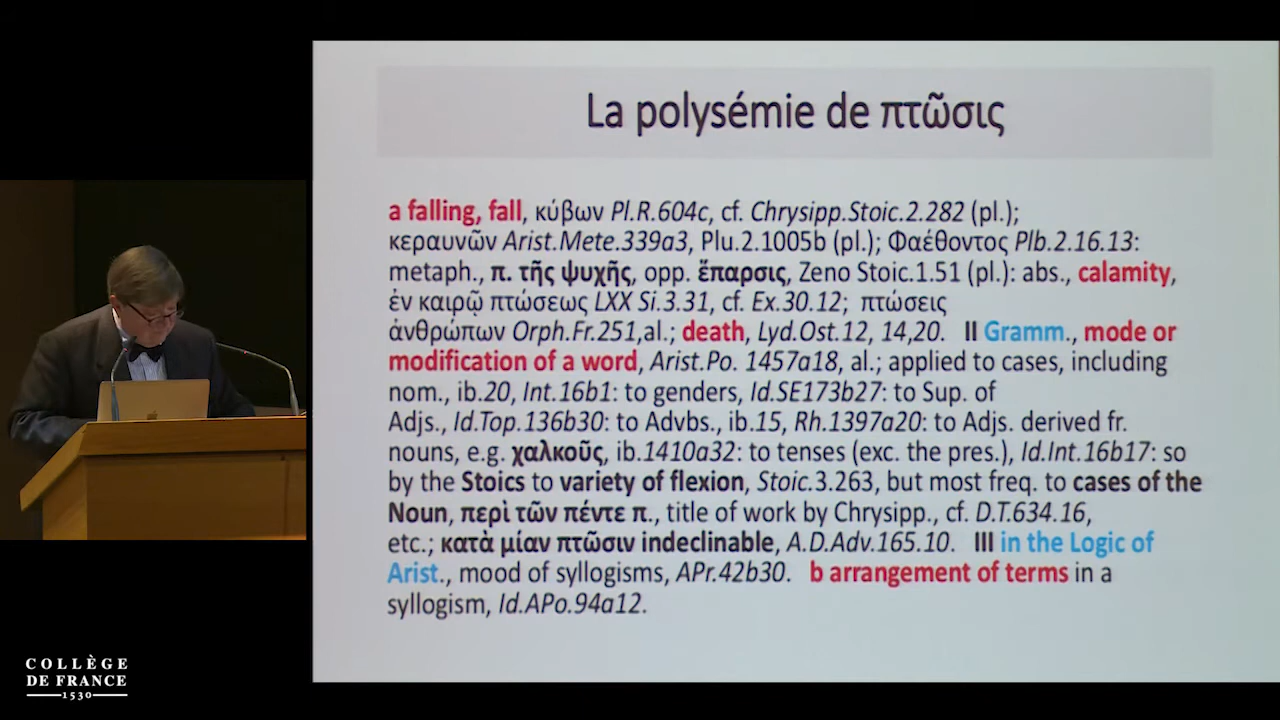 La polysémie de πτῶσις
a falling, fall, κύβων Pl.R.604c, cf. Chrysipp.Stoic.2.282 (pl.);
κεραυνῶν Arist.Mete.339a3, Plu.2.1005b (pl.); Φαέθοντος Plb.2.16.13:
metaph., π. τῆς ψυχῆς, opp. ἔπαρσις, Zeno Stoic.1.51 (pl.): abs., calamity,
ἐν καιρῷ πτώσεως LXX Si.3.31, cf. Ex.30.12; πτώσεις
ἀνθρώπων Orph.Fr.251,al.; death, Lyd.Ost.12, 14,20. II Gramm., mode or
modification of a word, Arist.Po. 1457a18, al.; applied to cases, including
nom., ib.20, Int.16b1: to genders, Id.SE173b27: to Sup. of
Adjs., Id.Top.136b30: to Advbs., ib.15, Rh.1397a20: to Adjs. derived fr.
nouns, e.g. χαλκοῦς, ib.1410a32: to tenses (exc. the pres.), Id.Int.16b17: so
by the Stoics to variety of flexion, Stoic.3.263, but most freq. to cases of the
Noun, περὶ τῶν πέντε π., title of work by Chrysipp., cf. D.T.634.16,
etc.; κατὰ μίαν πτῶσιν indeclinable, A.D.Adv.165.10. III in the Logic of
Arist., mood of syllogisms, APr.42b30. b arrangement of terms in a
syllogism, Id.APo.94a12.
COLLÈGE
DE FRANCE
1530